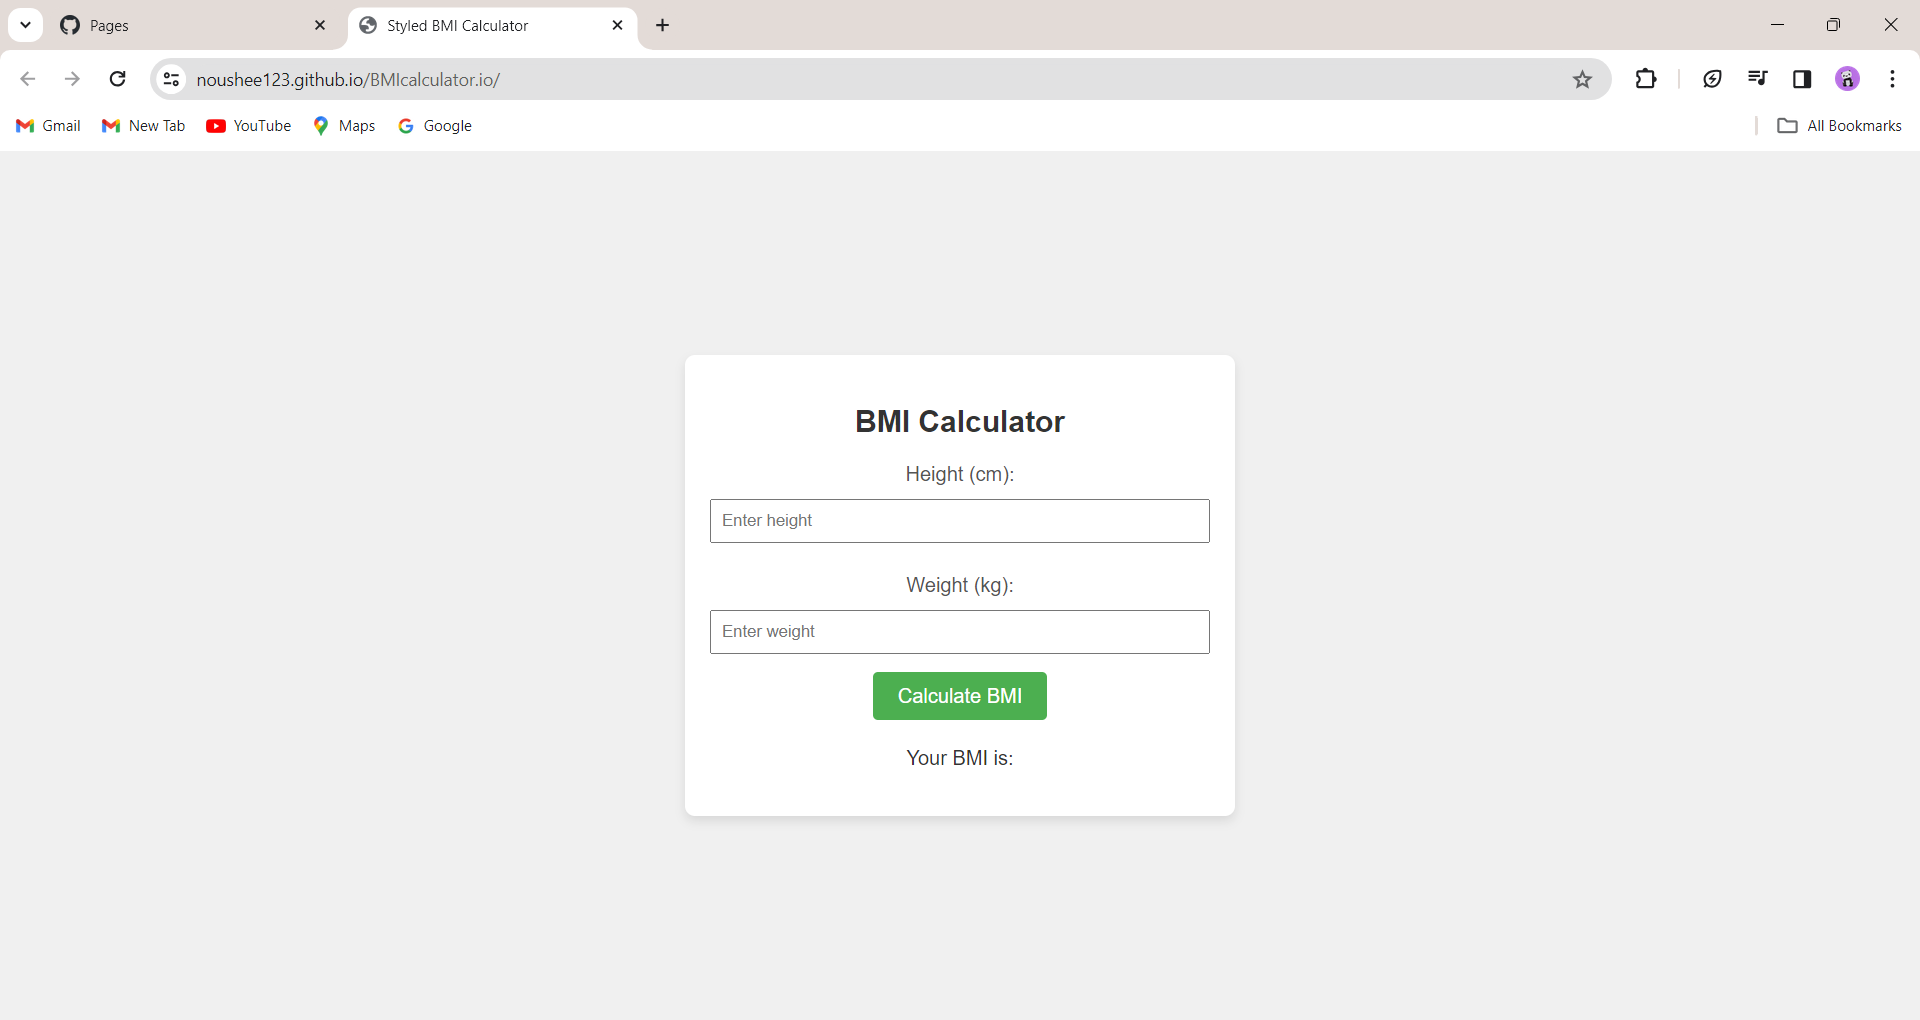 Pages
Styled BMI Calculator
noushee123.github.io/BMIcalculator.io/
Gmail New Tab YouTube Maps Google All Bookmarks
BMI Calculator
Height (cm):
Enter height
Weight (kg):
Enter weight
Calculate BMI
Your BMI is: